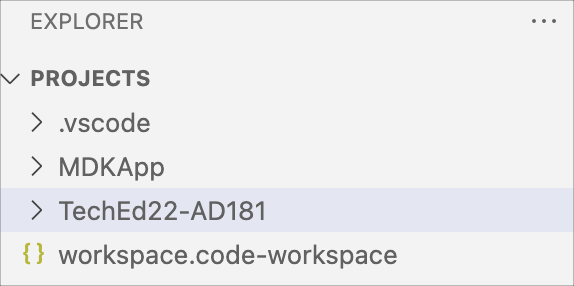 EXPLORER ...
PROJECTS
.vscode
MDKApp
TechEd22-AD181
{} workspace.code-workspace